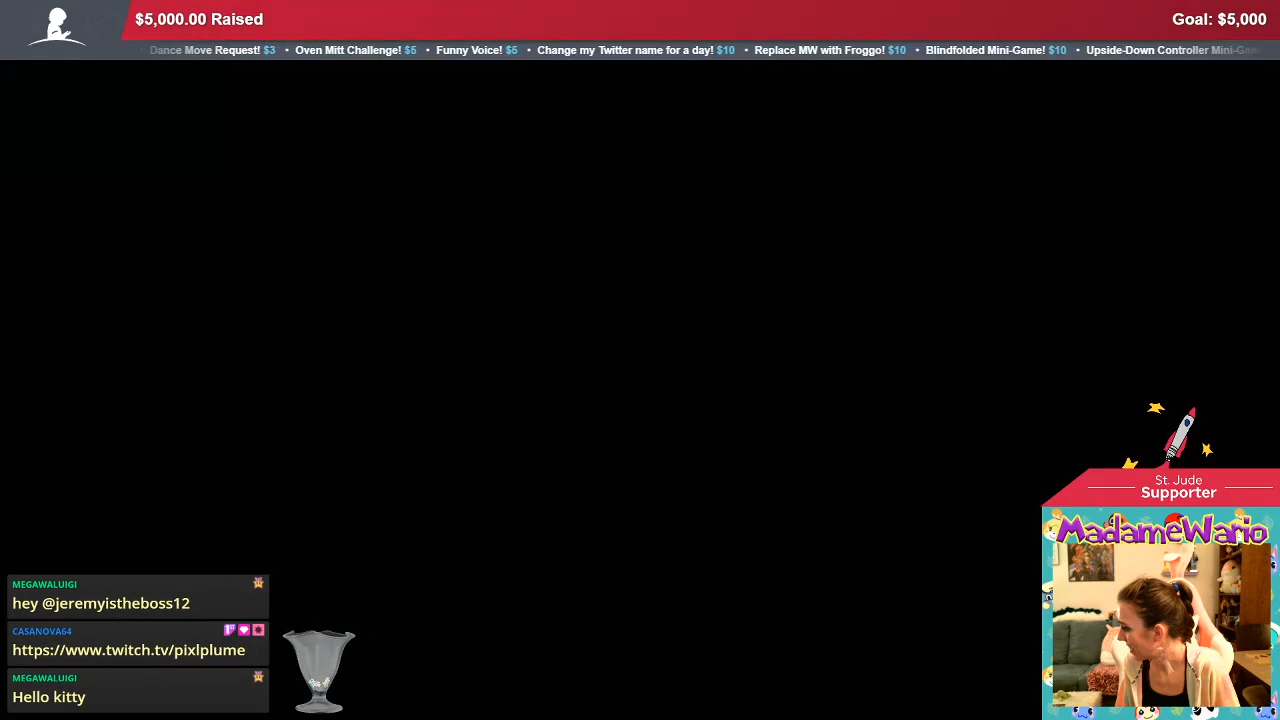 $5,000.00 Raised
Goal: $5,000
Dance Move Request! $3 • Oven Mitt Challenge! $5 • Funny Voice! $5 • Change my Twitter name for a day! $10 • Replace MW with Froggo! $10 • Blindfolded Mini-Game! $10 • Upside-Down Controller Mini-Gam
St. Jude
Supporter
MadameWario
MEGAWALUIGI
hey @jeremyistheboss12
CASANOVA64
https://www.twitch.tv/pixlplume
MEGAWALUIGI
Hello kitty